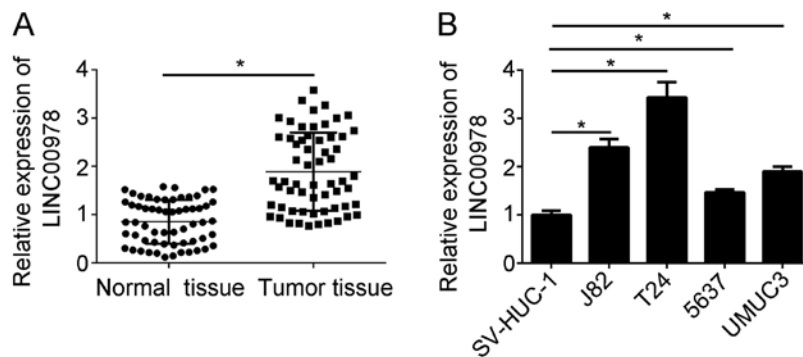 A
Relative expression of
LINC00978
4
3
2
1
0
*
Normal tissue
Tumor tissue
B
Relative expression of
LINC00978
4
3
2
1
0
*
*
*
*
SV-HUC-1
J82
T24
5637
UMUC3